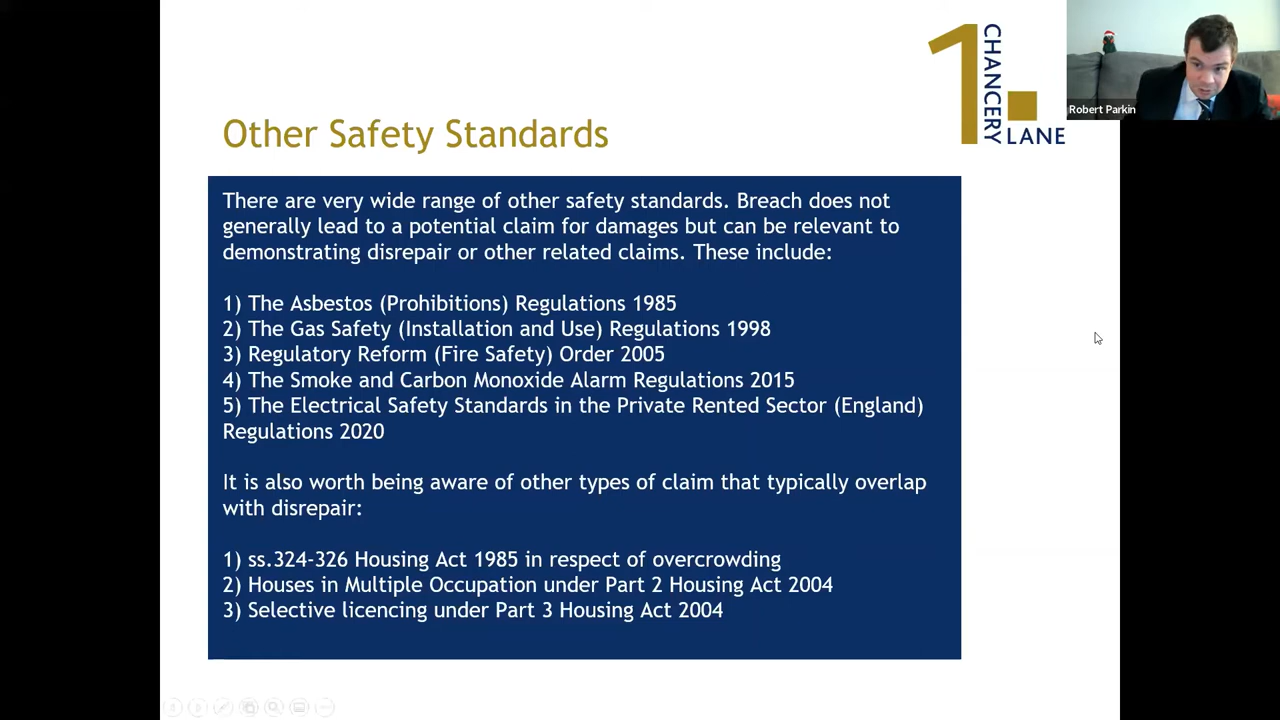 1
CHANCERY
LANE
Robert Parkin
Other Safety Standards
There are very wide range of other safety standards. Breach does not
generally lead to a potential claim for damages but can be relevant to
demonstrating disrepair or other related claims. These include:
1) The Asbestos (Prohibitions) Regulations 1985
2) The Gas Safety (Installation and Use) Regulations 1998
3) Regulatory Reform (Fire Safety) Order 2005
4) The Smoke and Carbon Monoxide Alarm Regulations 2015
5) The Electrical Safety Standards in the Private Rented Sector (England)
Regulations 2020
It is also worth being aware of other types of claim that typically overlap
with disrepair:
1) ss.324-326 Housing Act 1985 in respect of overcrowding
2) Houses in Multiple Occupation under Part 2 Housing Act 2004
3) Selective licencing under Part 3 Housing Act 2004